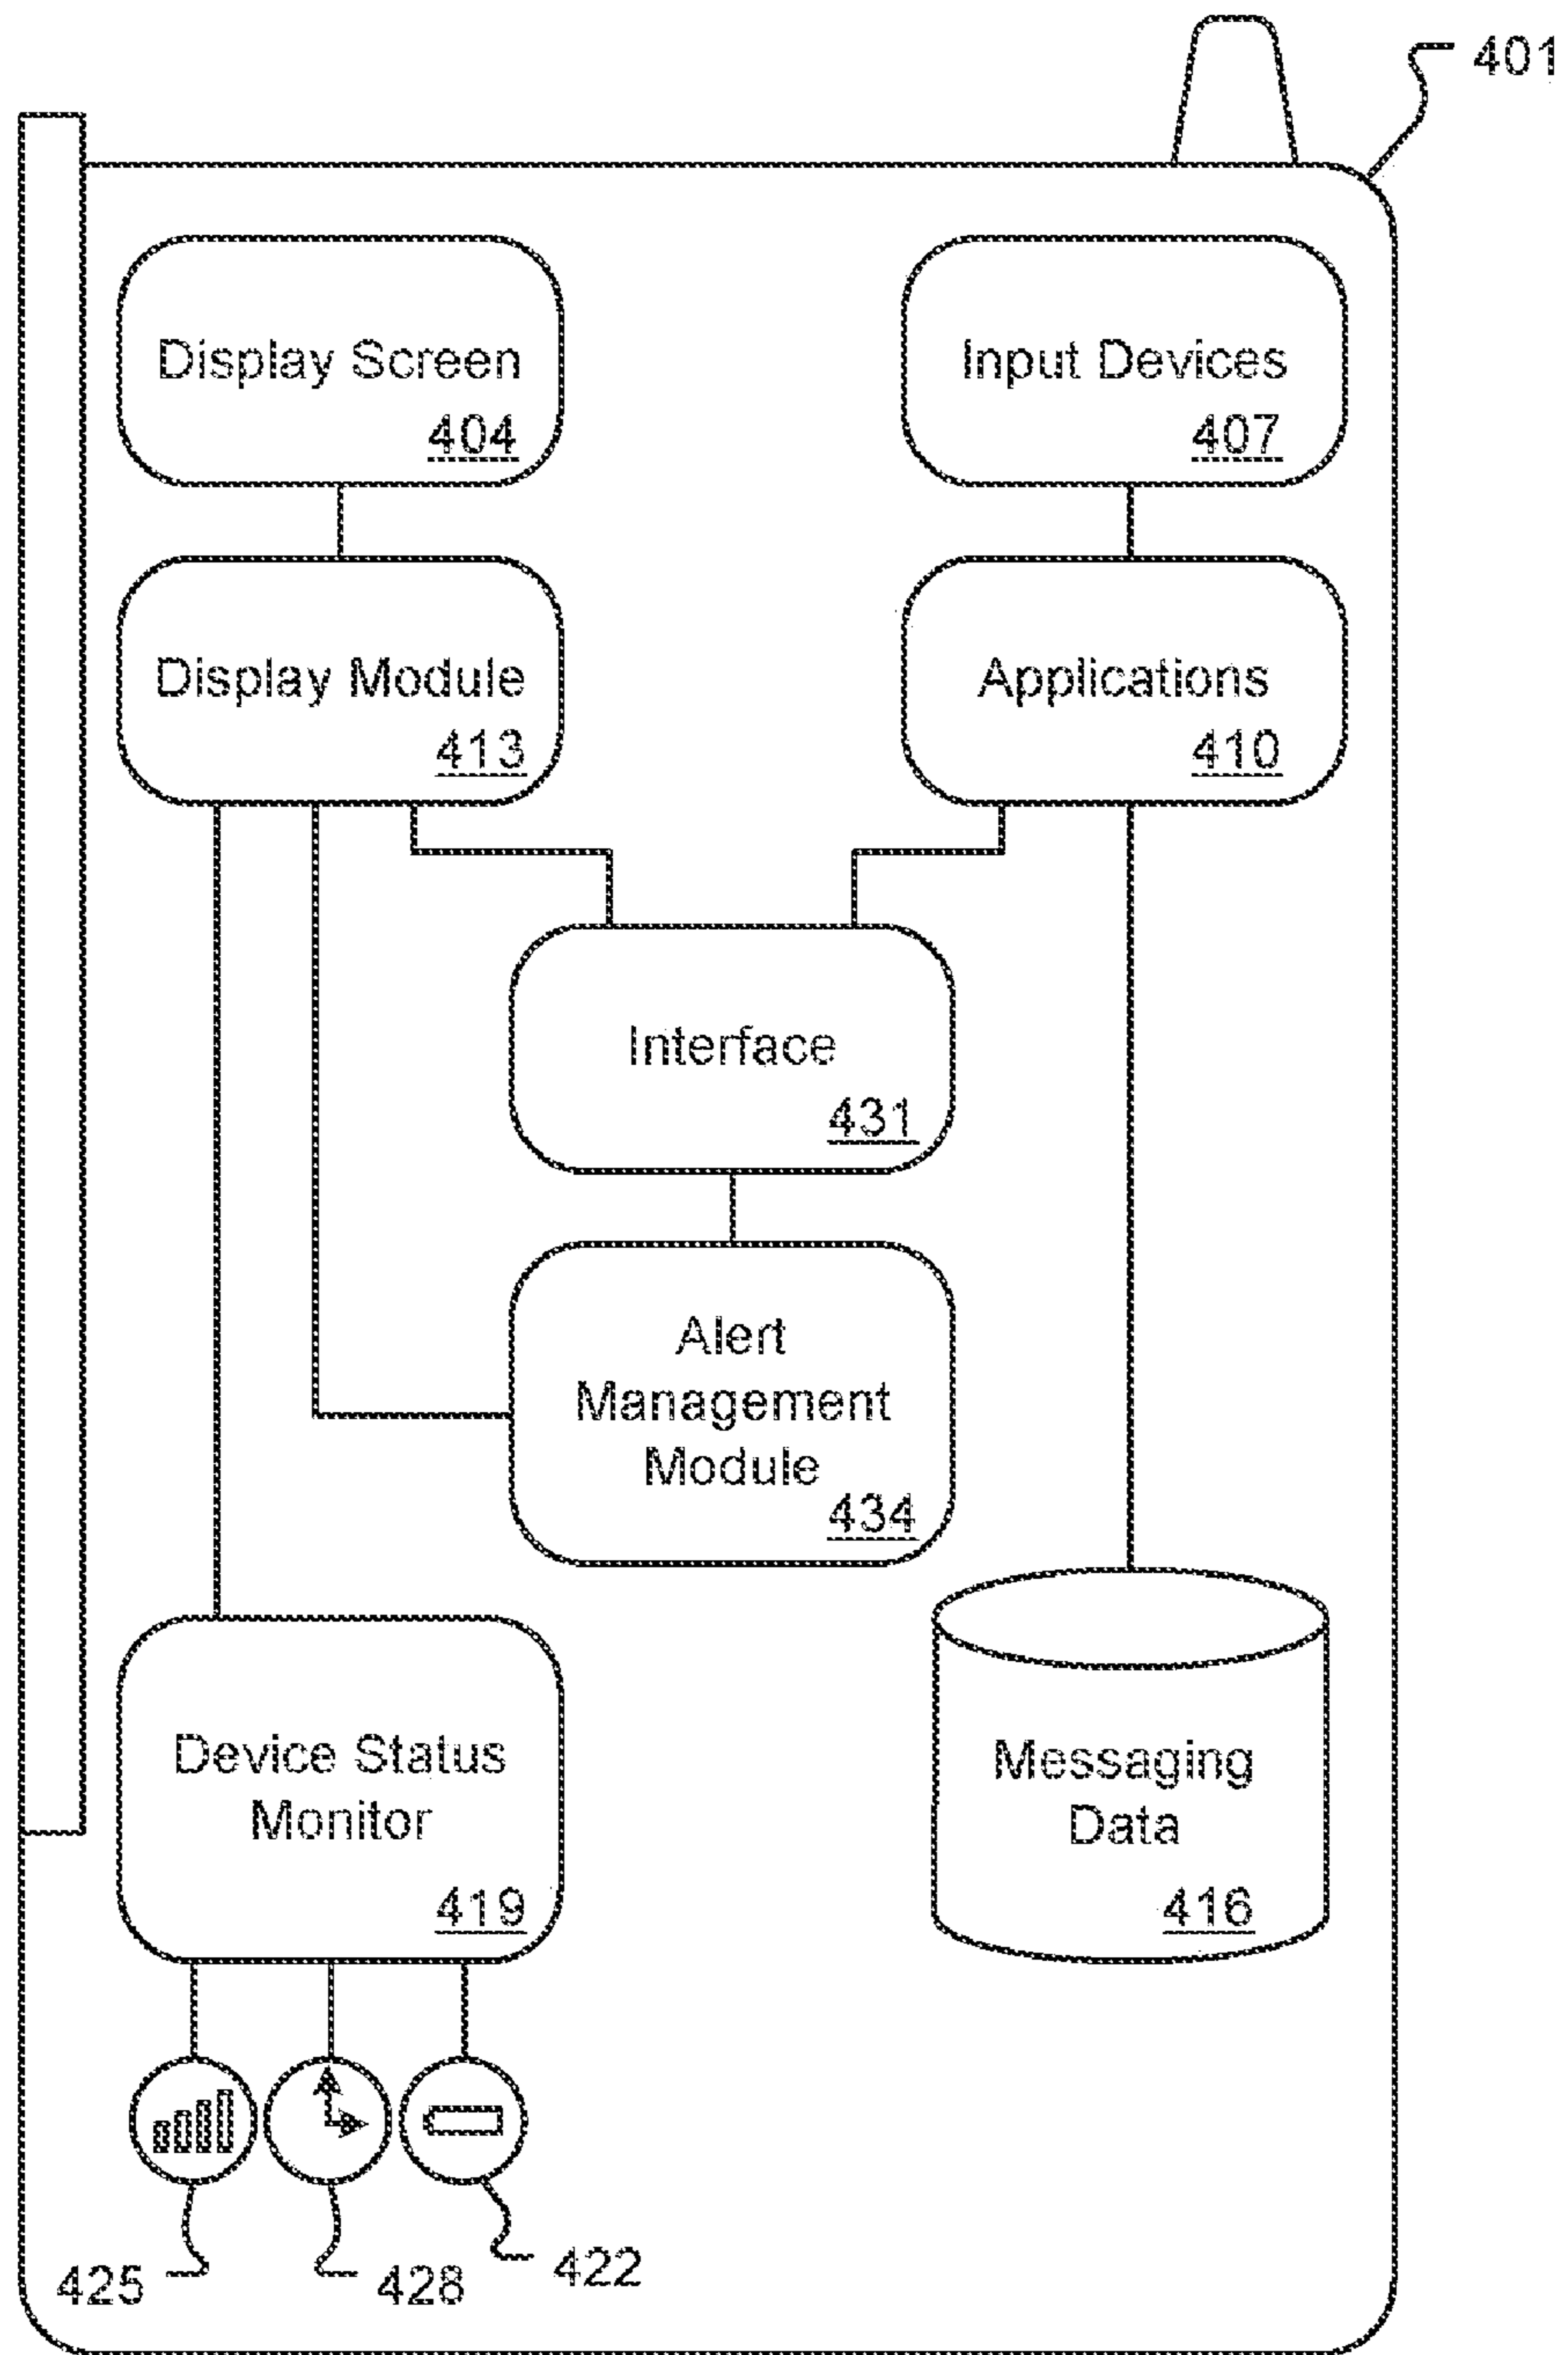 401
Display Screen
404
Input Devices
407
Display Module
413
Applications
410
Interface
431
Alert
Management
Module
434
Device Status
Monitor
419
Messaging
Data
416
425
428
422